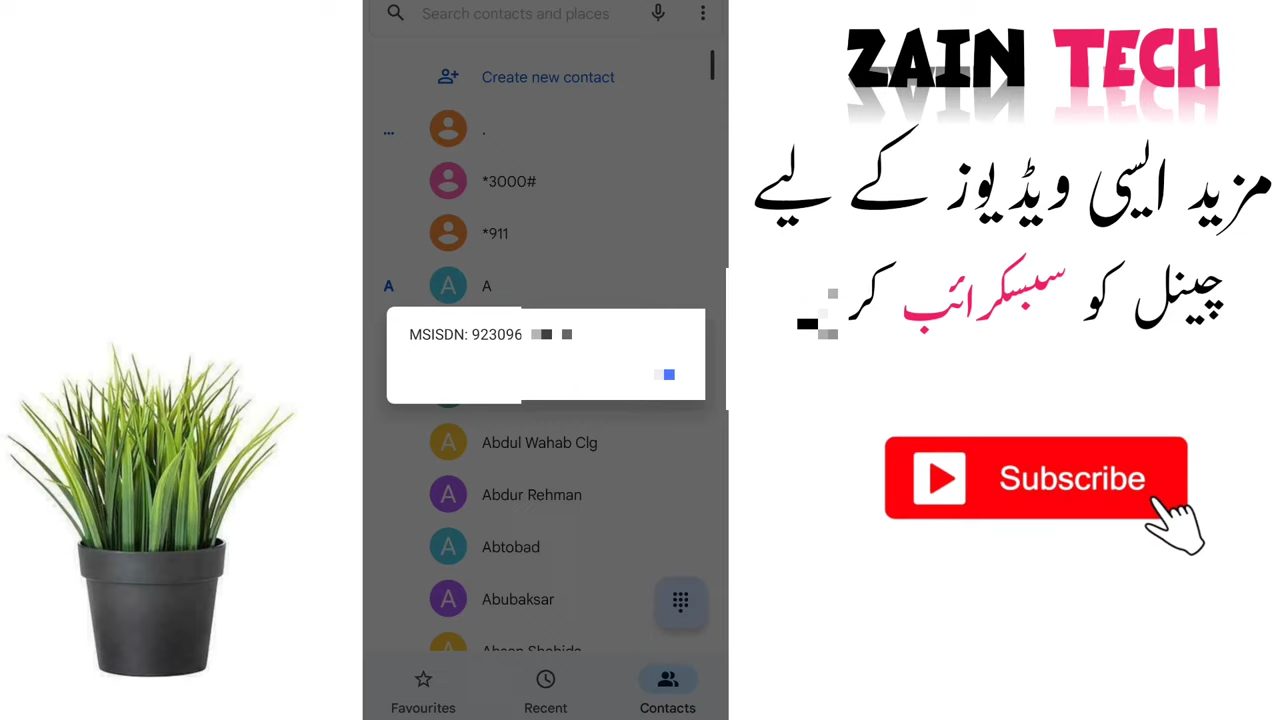 Search contacts and places
Create new contact
...
.
*3000#
*911
A
A
A
MSISDN: 923096
A
Abdul Wahab Clg
A
Abdur Rehman
A
Abtobad
A
Abubaksar
Favourites
Recent
Contacts
ZAIN TECH
مزید ایسی ویڈیوز کے لیے
چینل کو سبسکرائب کر
Subscribe